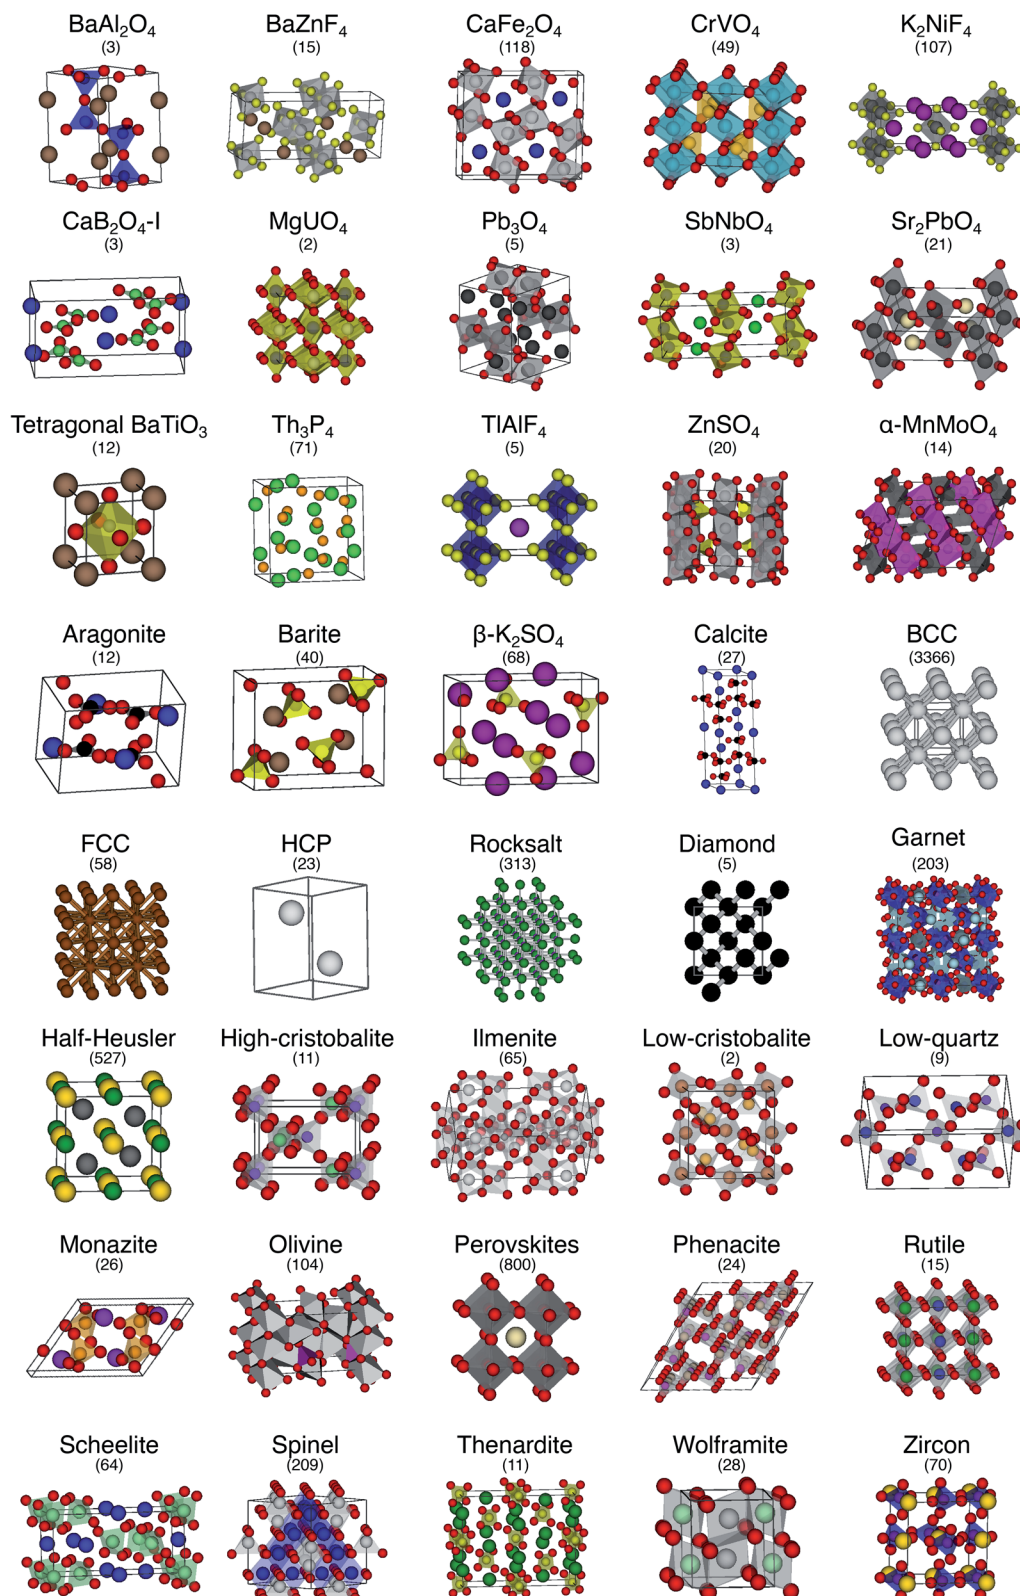 BaAl₂O₄ BaZnF₄ CaFe₂O₄ CrVO₄ K₂NiF₄
(3) (15) (118) (49) (107)
CaB₂O₄-I MgUO₄ Pb₃O₄ SbNbO₄ Sr₂PbO₄
(3) (2) (5) (3) (21)
Tetragonal BaTiO₃ Th₃P₄ TlAlF₄ ZnSO₄ α-MnMoO₄
(12) (71) (5) (20) (14)
Aragonite Barite β-K₂SO₄ Calcite BCC
(12) (40) (68) (27) (3366)
FCC HCP Rocksalt Diamond Garnet
(58) (23) (313) (5) (203)
Half-Heusler High-cristobalite Ilmenite Low-cristobalite Low-quartz
(527) (11) (65) (2) (9)
Monazite Olivine Perovskites Phenacite Rutile
(26) (104) (800) (24) (15)
Scheelite Spinel Thenardite Wolframite Zircon
(64) (209) (11) (28) (70)